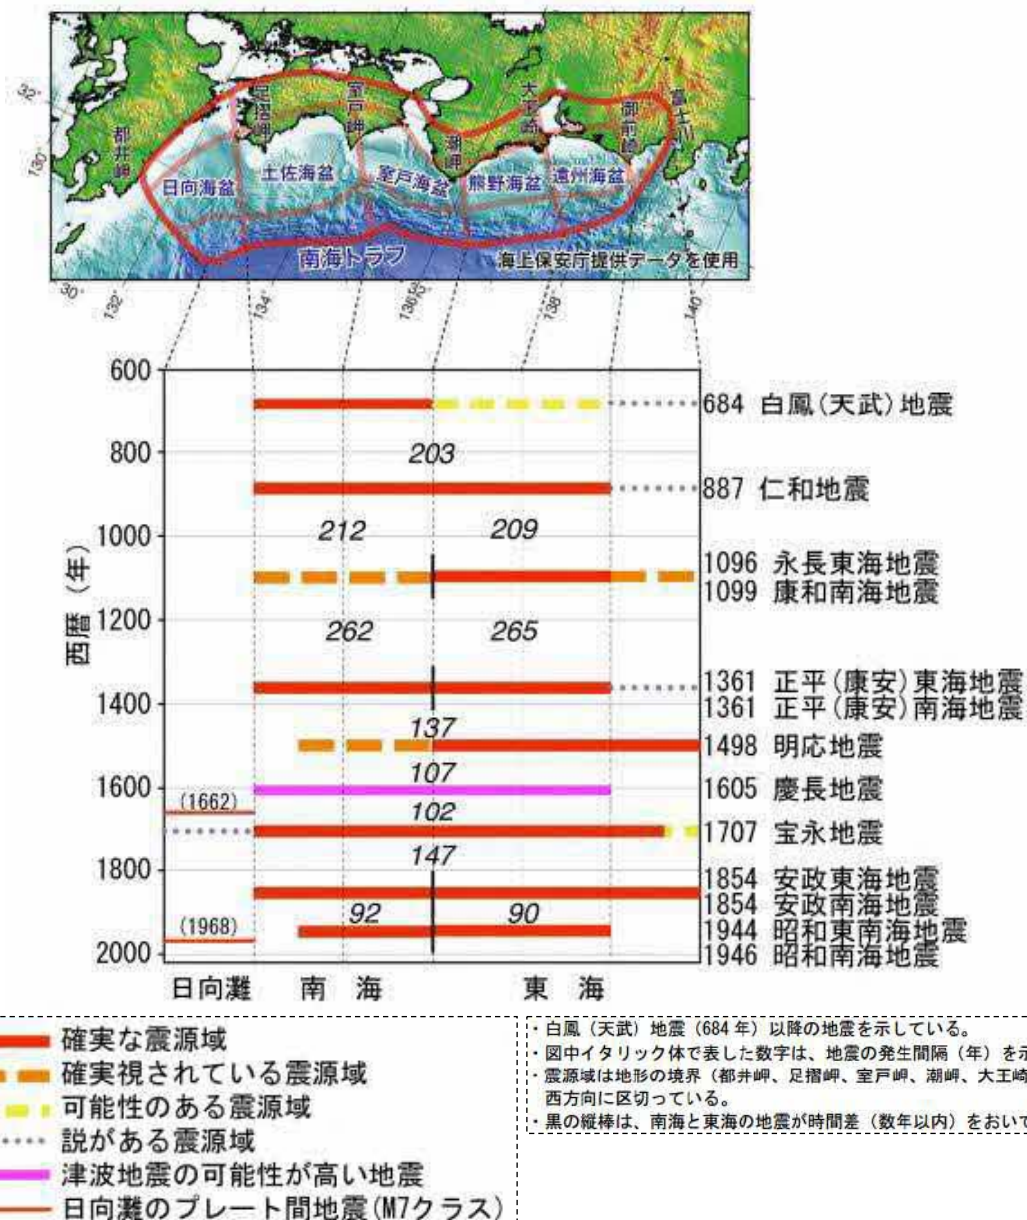 都井岬
足摺岬
室戸岬
潮岬
大王崎
御前崎
富士川
日向海盆
土佐海盆
室戸海盆
熊野海盆
遠州海盆
南海トラフ
海上保安庁提供データを使用
130°
30°
132°
134°
136°
138°
140°
西暦(年)
600
800
1000
1200
1400
1600
1800
2000
684 白鳳(天武)地震
203
887 仁和地震
212 209
1096 永長東海地震
1099 康和南海地震
262 265
1361 正平(康安)東海地震
1361 正平(康安)南海地震
137
1498 明応地震
107
1605 慶長地震
(1662)
102
1707 宝永地震
147
1854 安政東海地震
1854 安政南海地震
92 90
(1968)
1944 昭和東南海地震
1946 昭和南海地震
日向灘 南海 東海
確実な震源域
確実視されている震源域
可能性のある震源域
説がある震源域
津波地震の可能性が高い地震
日向灘のプレート間地震(M7クラス)
・白鳳(天武)地震(684年)以降の地震を示している。
・図中イタリック体で表した数字は、地震の発生間隔(年)を示
・震源域は地形の境界(都井岬、足摺岬、室戸岬、潮岬、大王崎
西方向に区切っている。
・黒の縦棒は、南海と東海の地震が時間差(数年以内)をおいて